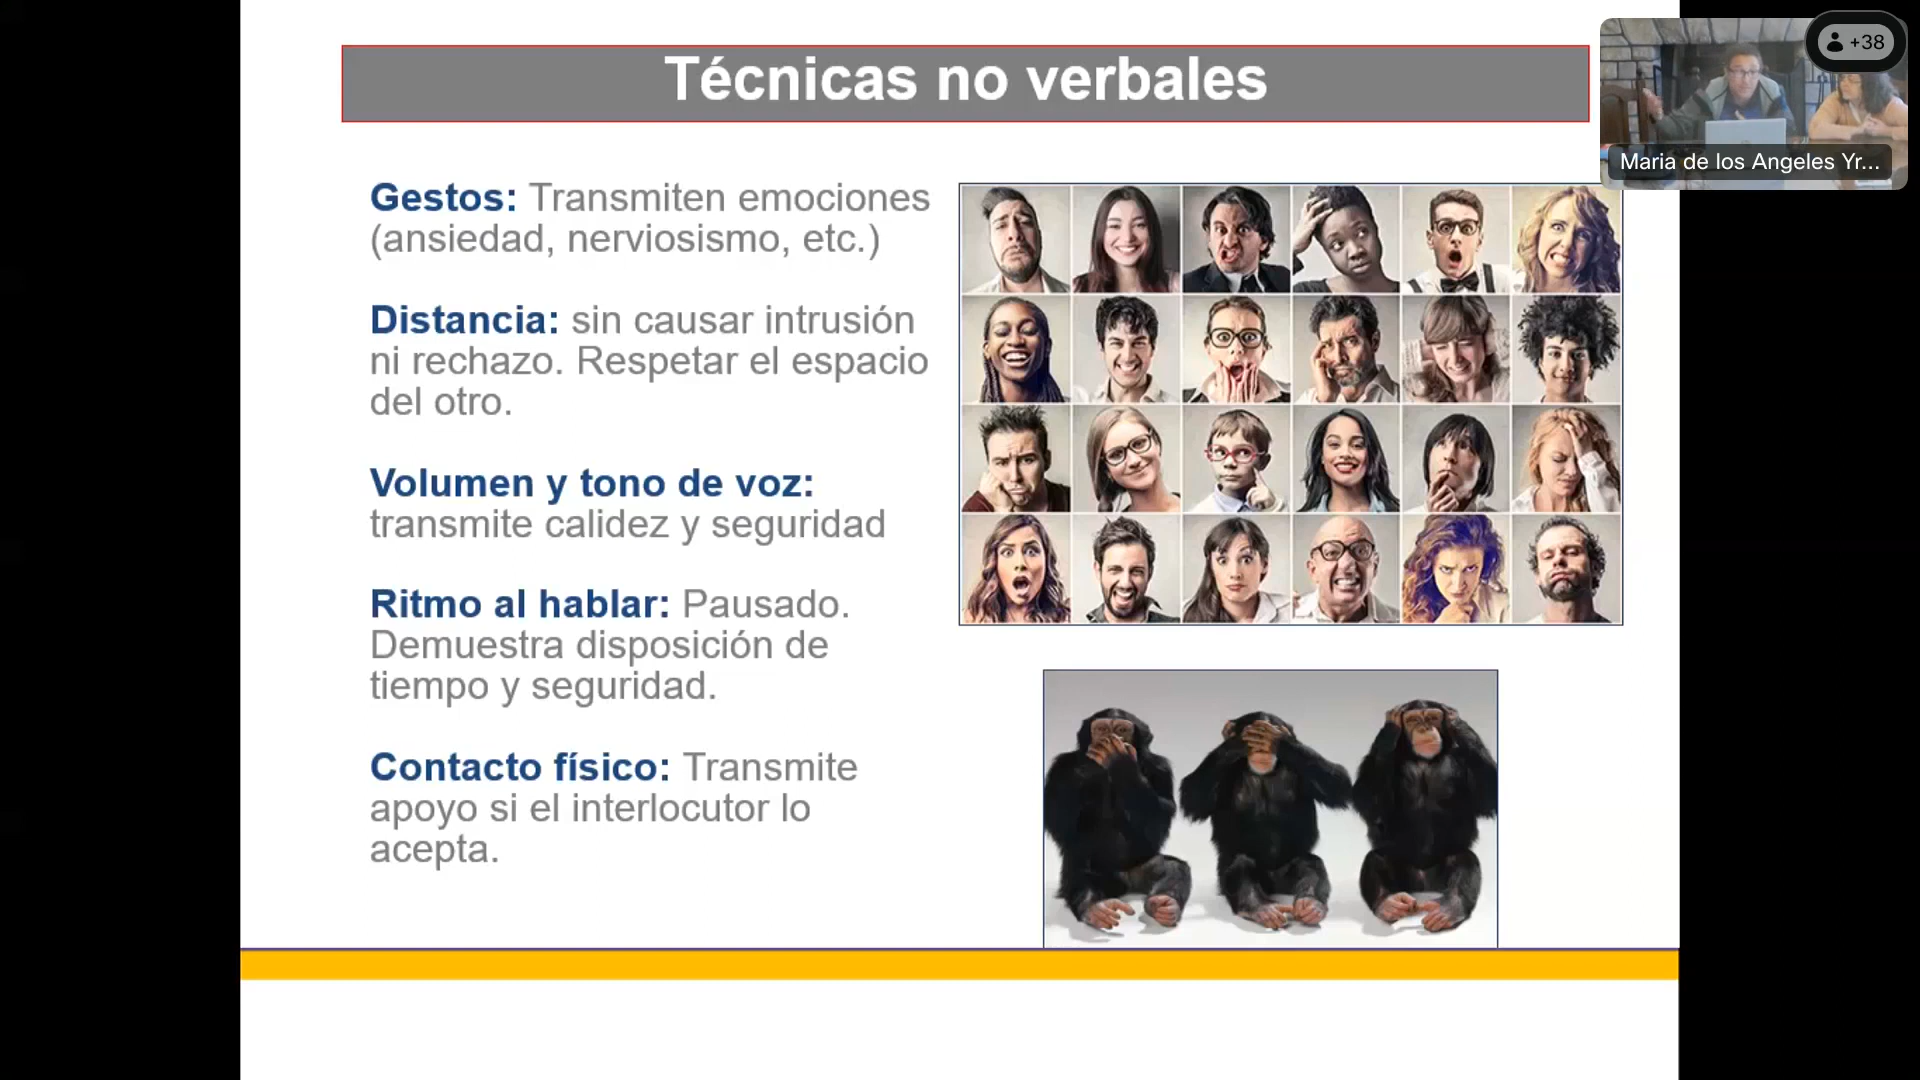 Técnicas no verbales
+38
Maria de los Angeles Yr...
Gestos: Transmiten emociones
(ansiedad, nerviosismo, etc.)
Distancia: sin causar intrusión
ni rechazo. Respetar el espacio
del otro.
Volumen y tono de voz:
transmite calidez y seguridad
Ritmo al hablar: Pausado.
Demuestra disposición de
tiempo y seguridad.
Contacto físico: Transmite
apoyo si el interlocutor lo
acepta.